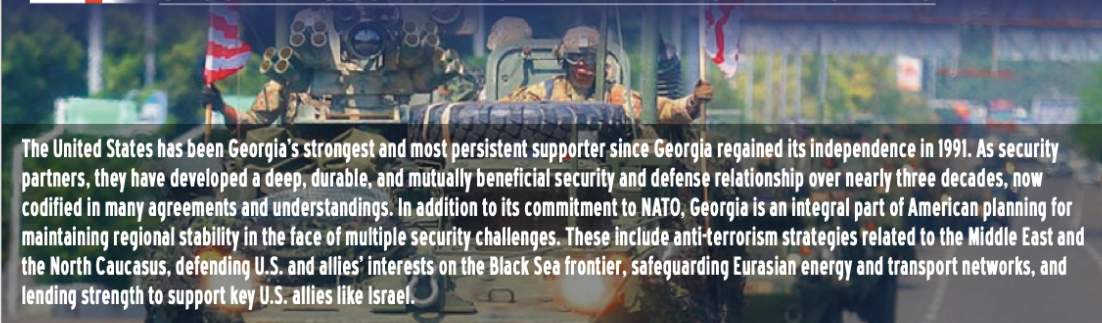 The United States has been Georgia's strongest and most persistent supporter since Georgia regained its independence in 1991. As security
partners, they have developed a deep, durable, and mutually beneficial security and defense relationship over nearly three decades, now
codified in many agreements and understandings. In addition to its commitment to NATO, Georgia is an integral part of American planning for
maintaining regional stability in the face of multiple security challenges. These include anti-terrorism strategies related to the Middle East and
the North Caucasus, defending U.S. and allies' interests on the Black Sea frontier, safeguarding Eurasian energy and transport networks, and
lending strength to support key U.S. allies like Israel.